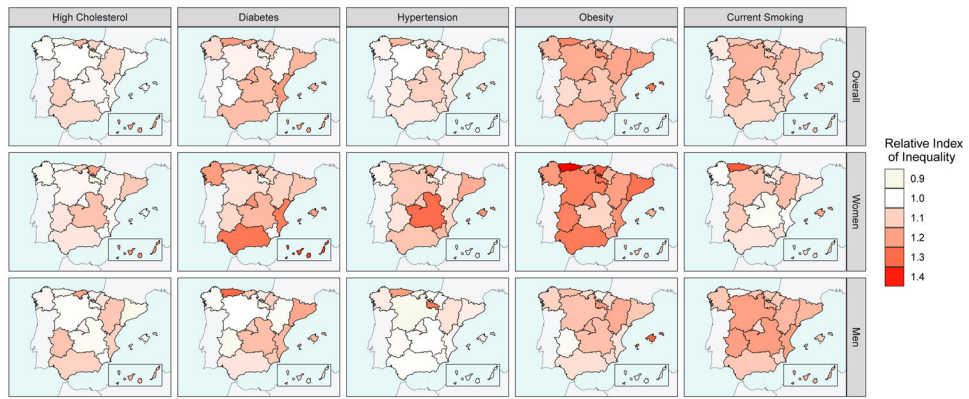 High Cholesterol
Diabetes
Hypertension
Obesity
Current Smoking
Overall
Women
Men
Relative Index
of Inequality
0.9
1.0
1.1
1.2
1.3
1.4